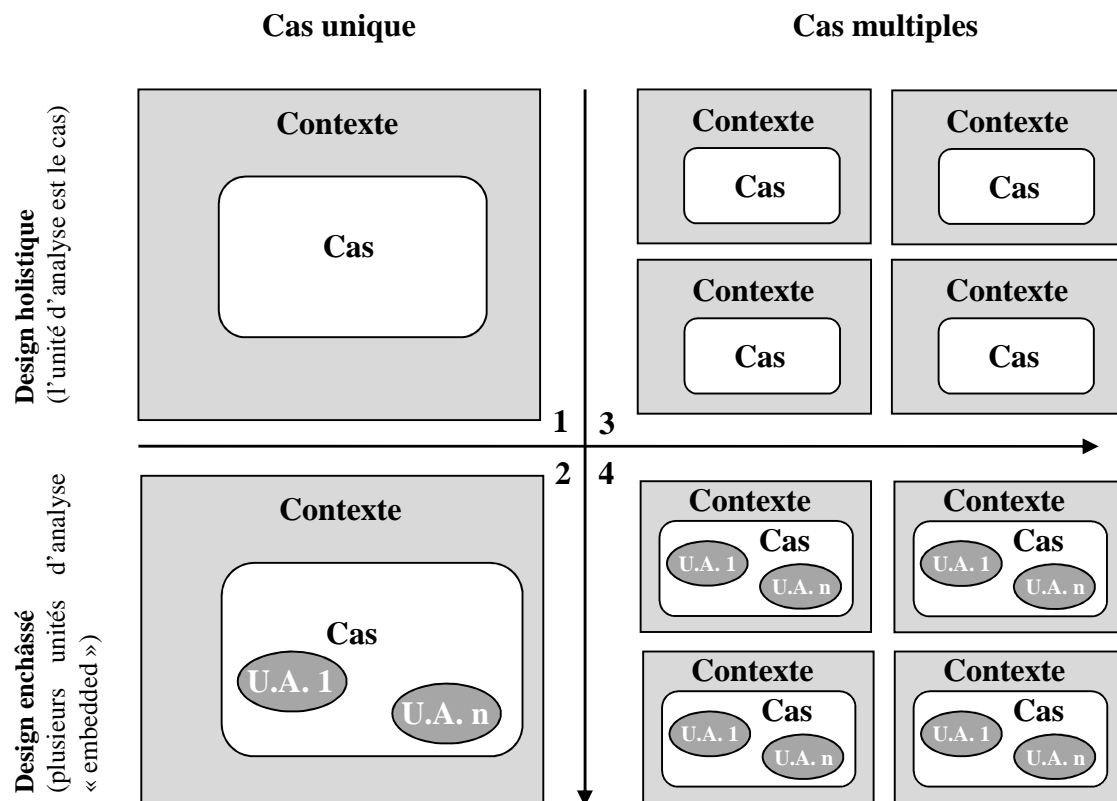 Cas unique
Cas multiples
Design holistique
(l'unité d'analyse est le cas)
Contexte
Cas
Contexte
Cas
Contexte
Cas
Contexte
Cas
Contexte
Cas
1
3
2
4
Design enchâssé
(plusieurs unités d'analyse
« embedded »)
Contexte
Cas
U.A. 1
U.A. n
Contexte
Cas
U.A. 1
U.A. n
Contexte
Cas
U.A. 1
U.A. n
Contexte
Cas
U.A. 1
U.A. n
Contexte
Cas
U.A. 1
U.A. n